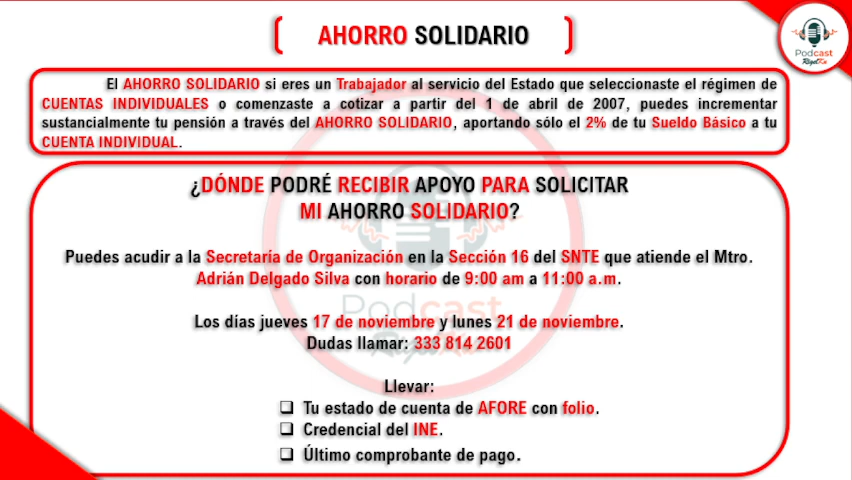 AHORRO SOLIDARIO
Podcast
El AHORRO SOLIDARIO si eres un Trabajador al servicio del Estado que seleccionaste el régimen de
CUENTAS INDIVIDUALES o comenzaste a cotizar a partir del 1 de abril de 2007, puedes incrementar
sustancialmente tu pensión a través del AHORRO SOLIDARIO, aportando sólo el 2% de tu Sueldo Básico a tu
CUENTA INDIVIDUAL.
¿DÓNDE PODRÉ RECIBIR APOYO PARA SOLICITAR
MI AHORRO SOLIDARIO?
Puedes acudir a la Secretaría de Organización en la Sección 16 del SNTE que atiende el Mtro.
Adrián Delgado Silva con horario de 9:00 am a 11:00 a.m.
Podcast
Los días jueves 17 de noviembre y lunes 21 de noviembre.
Dudas llamar: 333 814 2601
Llevar:
❑ Tu estado de cuenta de AFORE con folio.
❑ Credencial del INE.
❑ Último comprobante de pago.